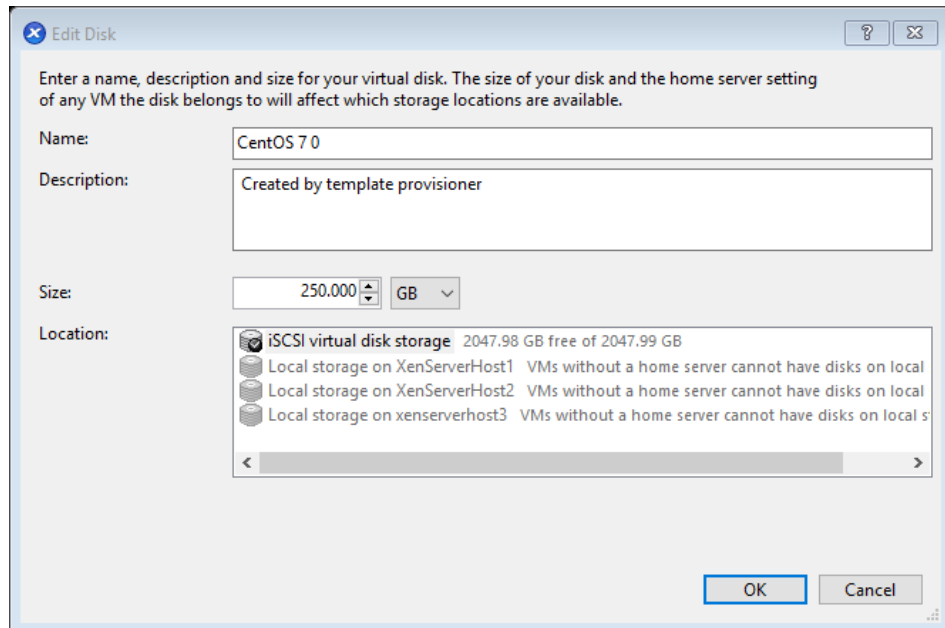 Edit Disk
Enter a name, description and size for your virtual disk. The size of your disk and the home server setting
of any VM the disk belongs to will affect which storage locations are available.
Name:
CentOS 7 0
Description:
Created by template provisioner
Size:
250.000 GB
Location:
iSCSI virtual disk storage 2047.98 GB free of 2047.99 GB
Local storage on XenServerHost1 VMs without a home server cannot have disks on local
Local storage on XenServerHost2 VMs without a home server cannot have disks on local
Local storage on xenserverhost3 VMs without a home server cannot have disks on local s
OK Cancel